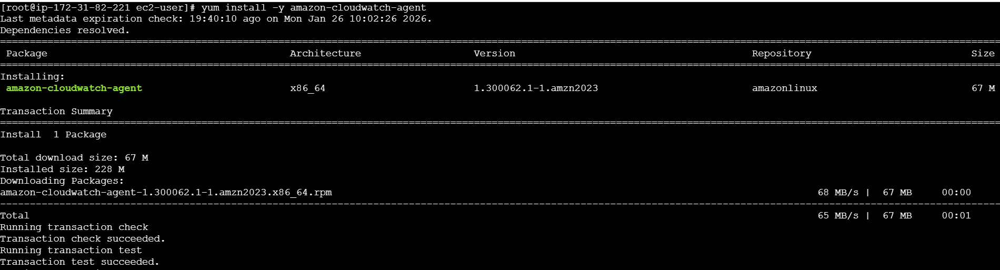 [root@ip-172-31-82-221 ec2-user]# yum install -y amazon-cloudwatch-agent
Last metadata expiration check: 19:40:10 ago on Mon Jan 26 10:02:26 2026.
Dependencies resolved.
Package Architecture Version Repository Size
Installing:
amazon-cloudwatch-agent x86_64 1.300062.1-1.amzn2023 amazonlinux 67 M
Transaction Summary
Install 1 Package
Total download size: 67 M
Installed size: 228 M
Downloading Packages:
amazon-cloudwatch-agent-1.300062.1-1.amzn2023.x86_64.rpm 68 MB/s | 67 MB 00:00
Total 65 MB/s | 67 MB 00:01
Running transaction check
Transaction check succeeded.
Running transaction test
Transaction test succeeded.